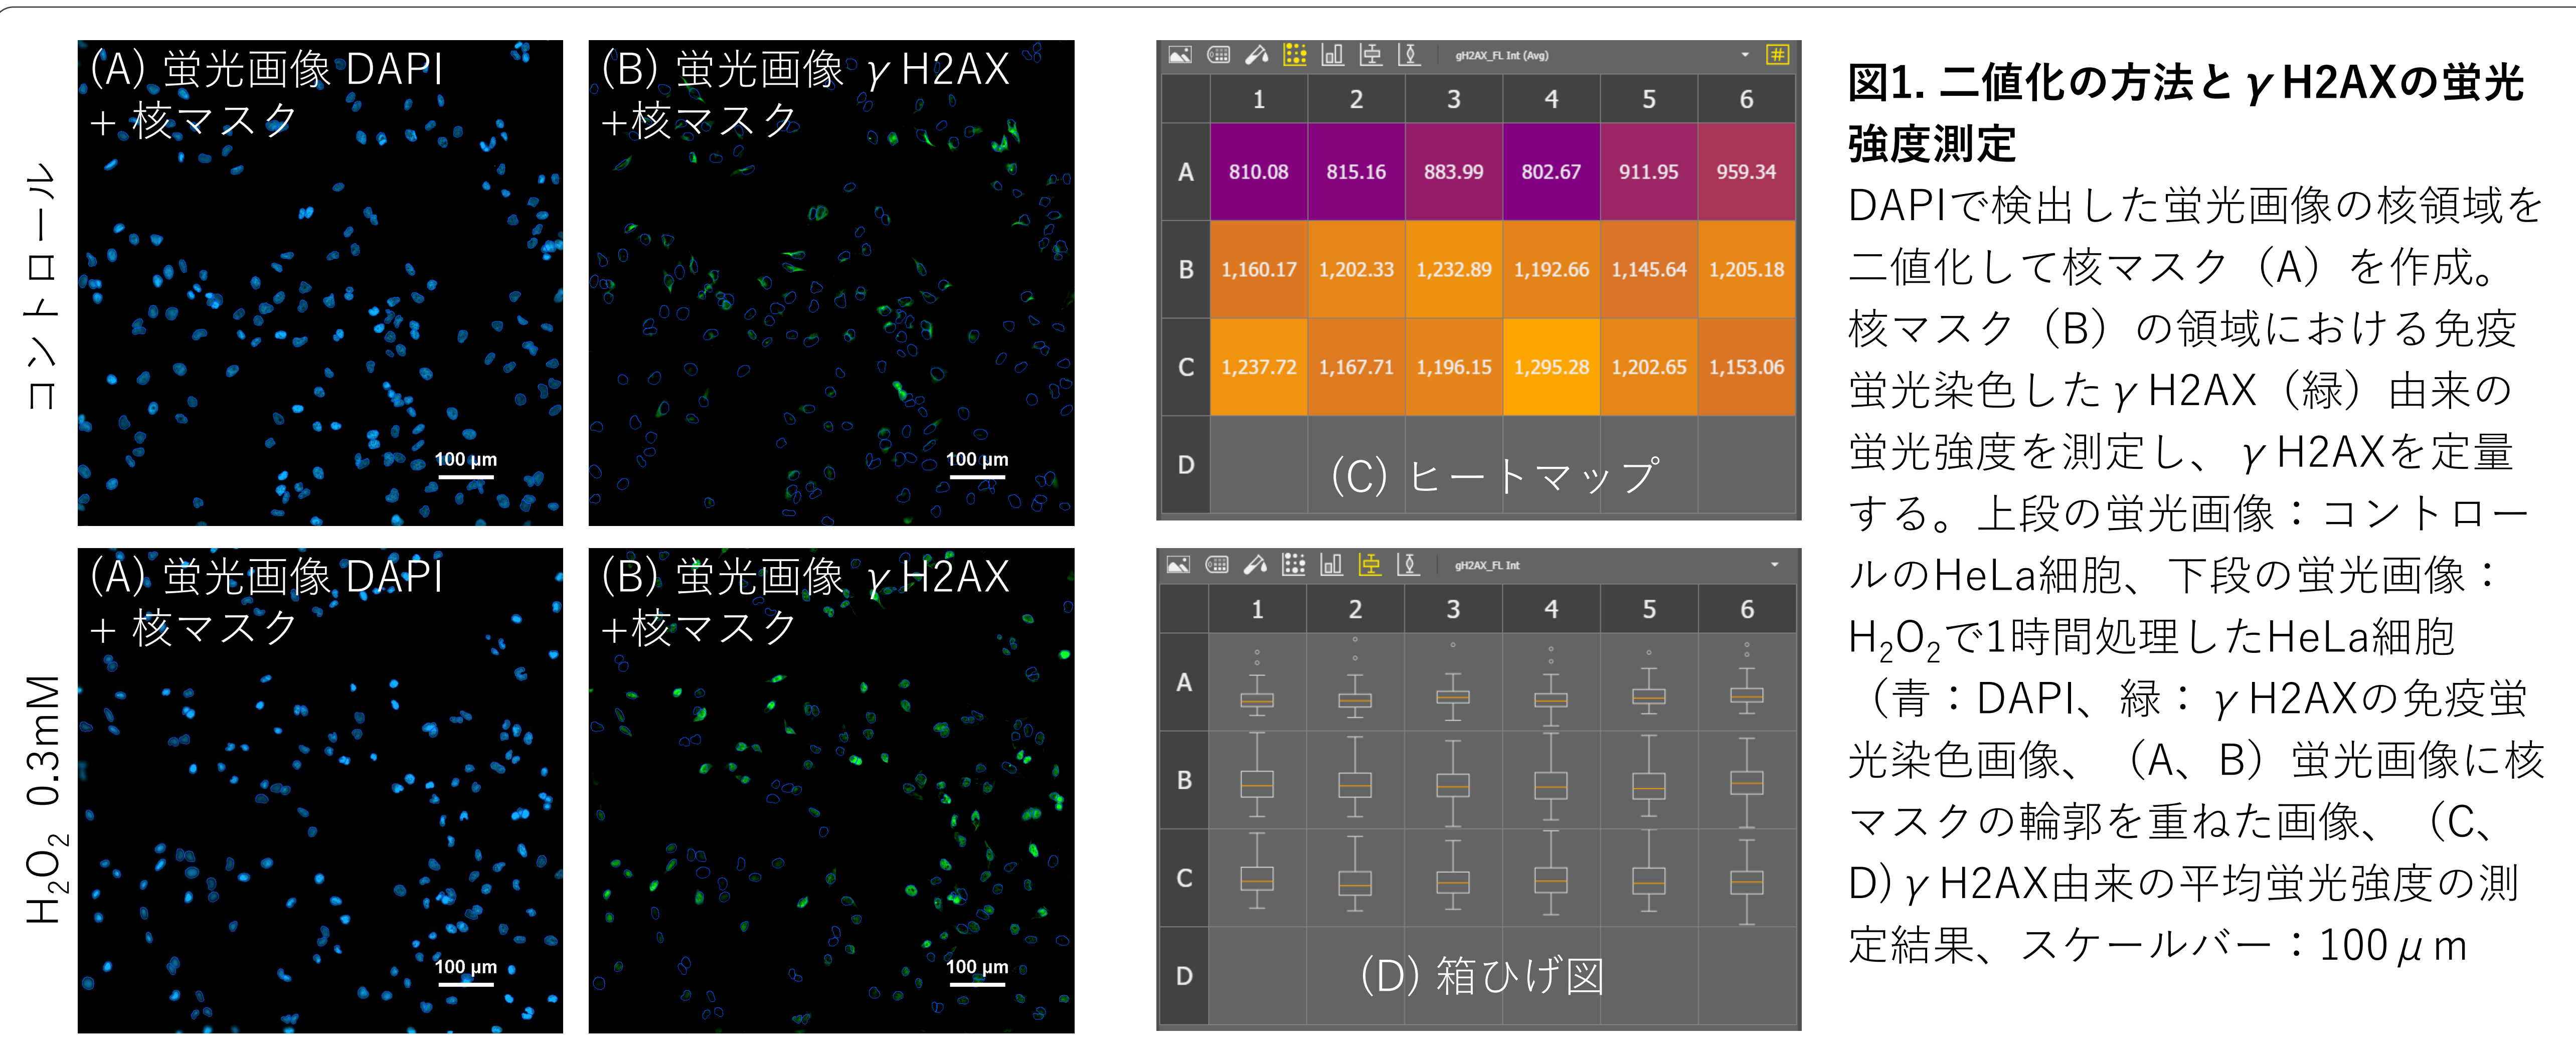 コントロール
(A) 蛍光画像 DAPI
+ 核マスク
100 µm
(B) 蛍光画像 γH2AX
+核マスク
100 µm
H₂O₂ 0.3mM
(A) 蛍光画像 DAPI
+ 核マスク
100 µm
(B) 蛍光画像 γH2AX
+核マスク
100 µm
gH2AX_FL Int (Avg)
1 2 3 4 5 6
A 810.08 815.16 883.99 802.67 911.95 959.34
B 1,160.17 1,202.33 1,232.89 1,192.66 1,145.64 1,205.18
C 1,237.72 1,167.71 1,196.15 1,295.28 1,202.65 1,153.06
D
(C) ヒートマップ
gH2AX_FL Int
1 2 3 4 5 6
A
B
C
D
(D) 箱ひげ図
図1. 二値化の方法とγH2AXの蛍光
強度測定
DAPIで検出した蛍光画像の核領域を
二値化して核マスク（A）を作成。
核マスク（B）の領域における免疫
蛍光染色したγH2AX（緑）由来の
蛍光強度を測定し、γH2AXを定量
する。上段の蛍光画像：コントロー
ルのHeLa細胞、下段の蛍光画像：
H₂O₂で1時間処理したHeLa細胞
（青：DAPI、緑：γH2AXの免疫蛍
光染色画像、（A、B）蛍光画像に核
マスクの輪郭を重ねた画像、（C、
D)γH2AX由来の平均蛍光強度の測
定結果、スケールバー：100μm